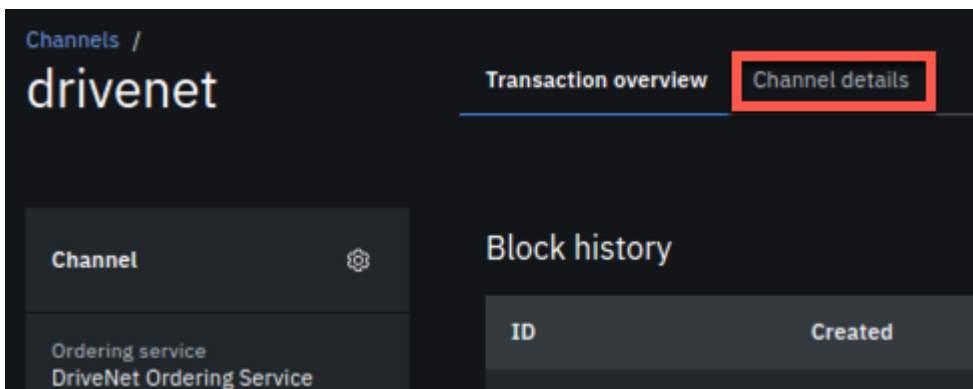 Channels /
drivenet
Transaction overview
Channel details
Channel
Ordering service
DriveNet Ordering Service
Block history
ID
Created